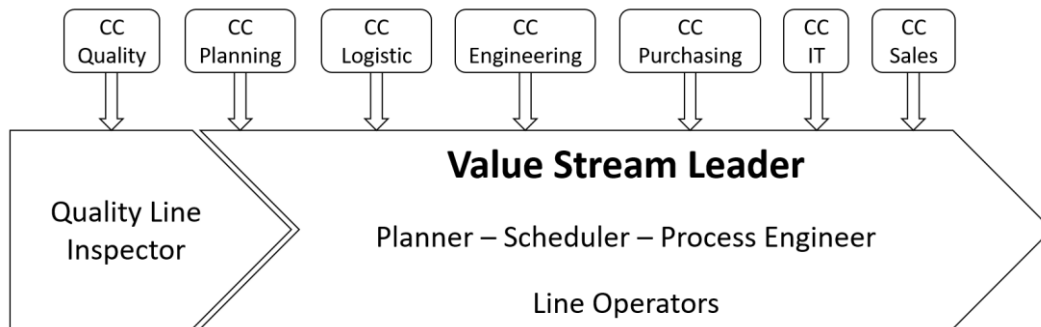 CC
Quality
CC
Planning
CC
Logistic
CC
Engineering
CC
Purchasing
CC
IT
CC
Sales
Quality Line
Inspector
Value Stream Leader
Planner – Scheduler – Process Engineer
Line Operators